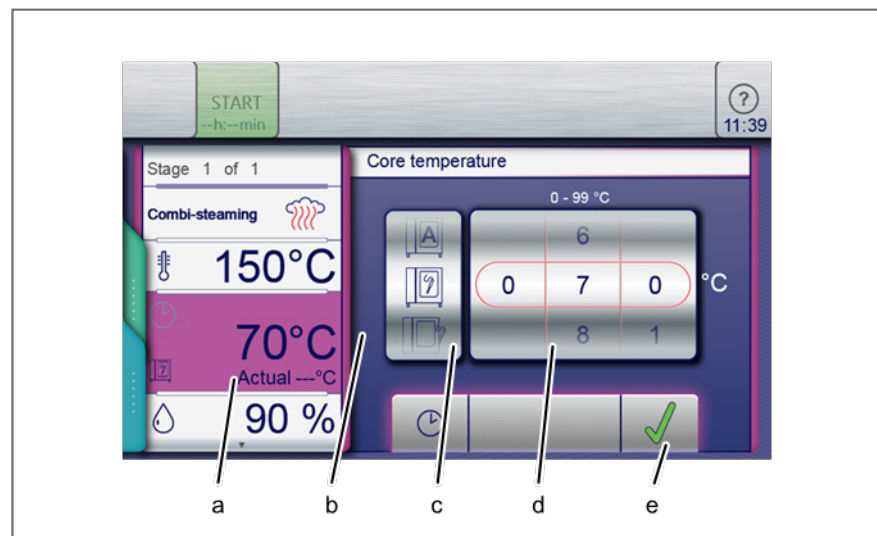 START
--h:--min
?
11:39
Stage 1 of 1
Core temperature
Combi-steaming
0 - 99 °C
A
6
150°C
0 7 0 °C
8 1
70°C
Actual ---°C
90 %
a b c d e